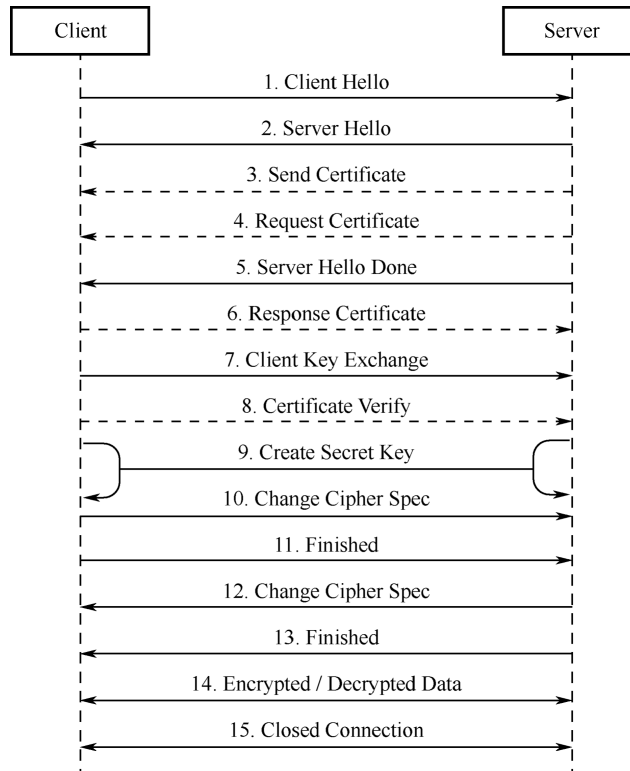 Client
Server
1. Client Hello
2. Server Hello
3. Send Certificate
4. Request Certificate
5. Server Hello Done
6. Response Certificate
7. Client Key Exchange
8. Certificate Verify
9. Create Secret Key
10. Change Cipher Spec
11. Finished
12. Change Cipher Spec
13. Finished
14. Encrypted / Decrypted Data
15. Closed Connection